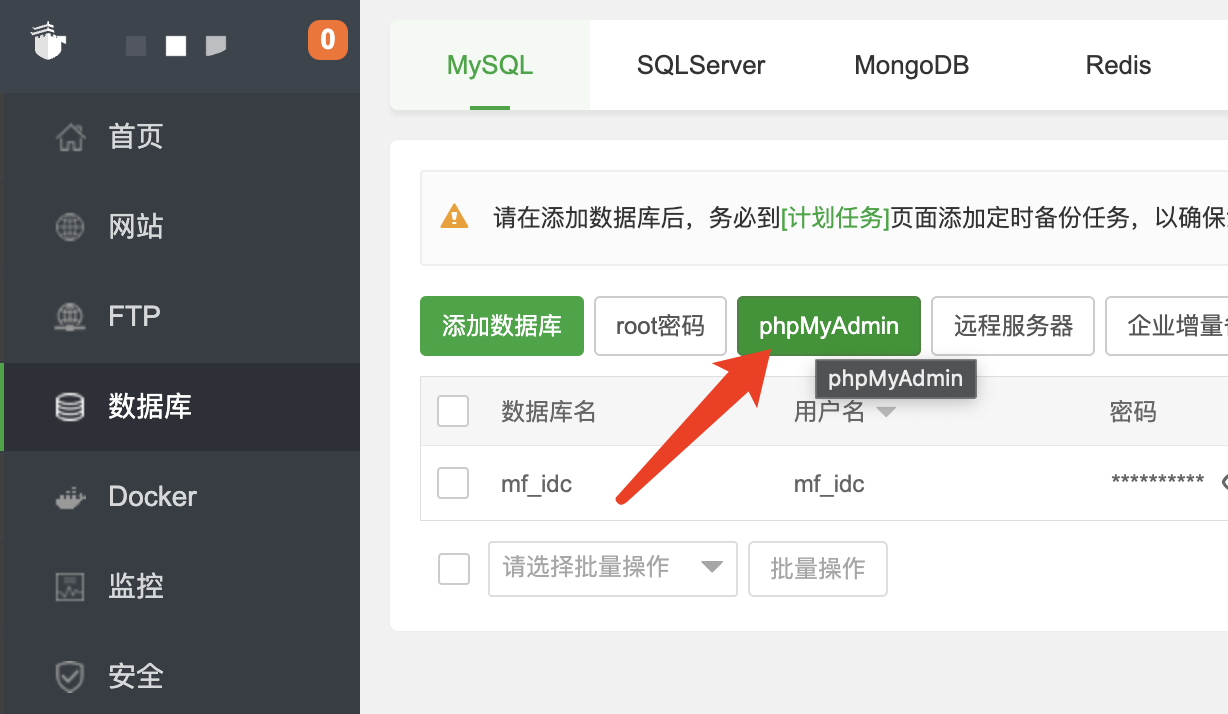 0
首页
网站
FTP
数据库
Docker
监控
安全
MySQL SQLServer MongoDB Redis
请在添加数据库后，务必到[计划任务]页面添加定时备份任务，以确保
添加数据库 root密码 phpMyAdmin 远程服务器 企业增量
phpMyAdmin
数据库名 用户名 密码
mf_idc mf_idc **********
请选择批量操作 批量操作